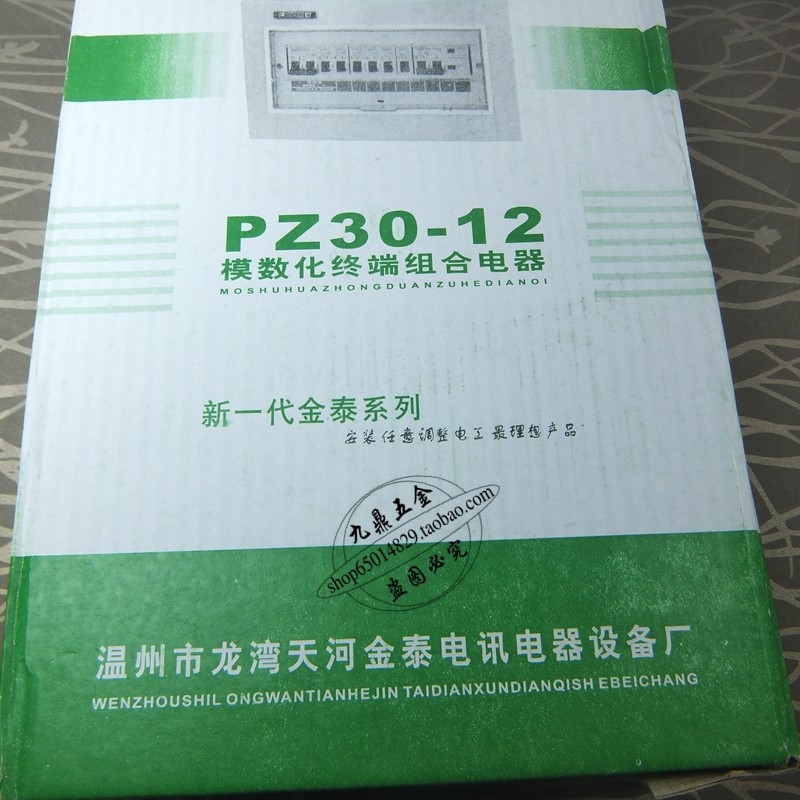 PZ30-12
模数化终端组合电器
MOSHUHUAZHONGDUANZUHEDIANQI
新一代金泰系列
安装任意调整电工最理想产品
九鼎五金
shop65014829.taobao.com
盗图必究
温州市龙湾天河金泰电讯电器设备厂
WENZHOUSHIL ONGWANTIANHEJIN TAIDIANXUNDIANQISH EBEICHANG